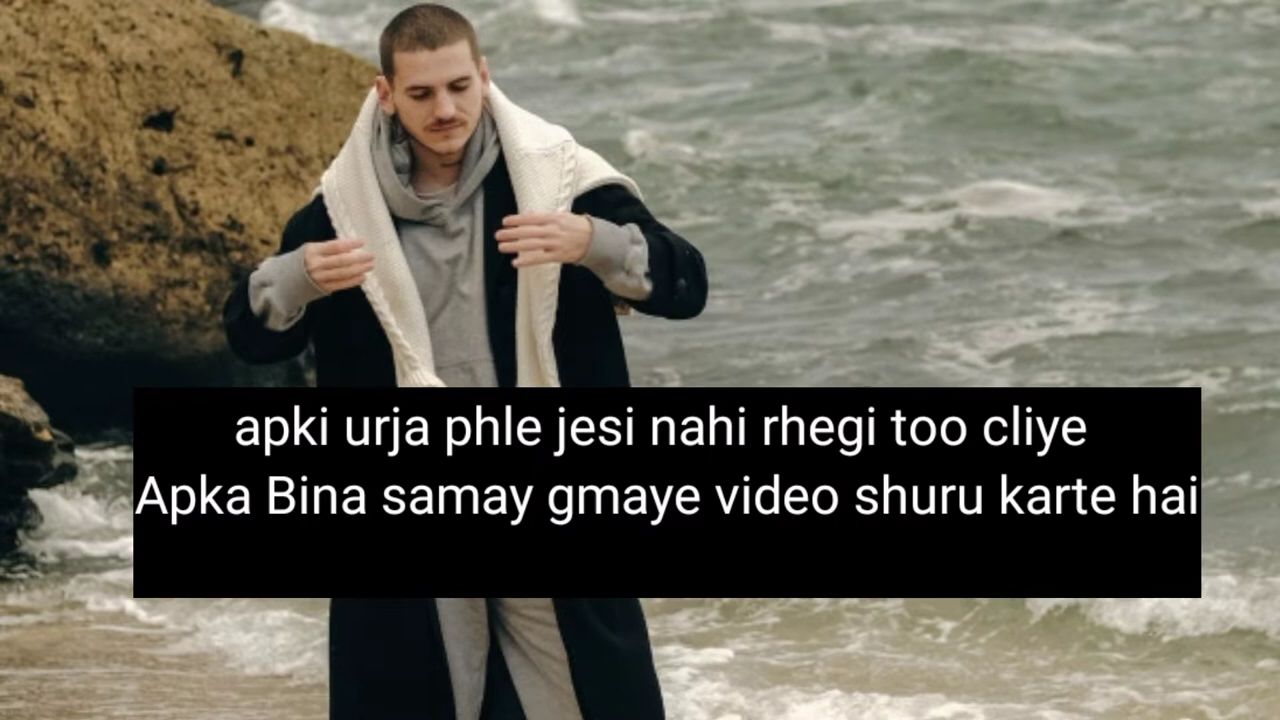 apki urja phle jesi nahi rhegi too cliye
Apka Bina samay gmaye video shuru karte hai